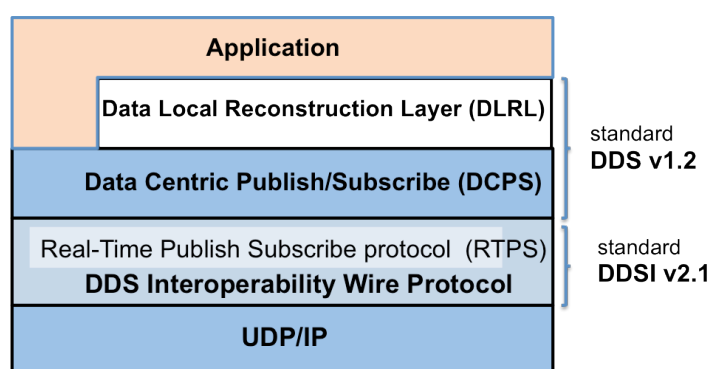 Application
Data Local Reconstruction Layer (DLRL)
standard
DDS v1.2
Data Centric Publish/Subscribe (DCPS)
Real-Time Publish Subscribe protocol (RTPS)
DDS Interoperability Wire Protocol
standard
DDSI v2.1
UDP/IP